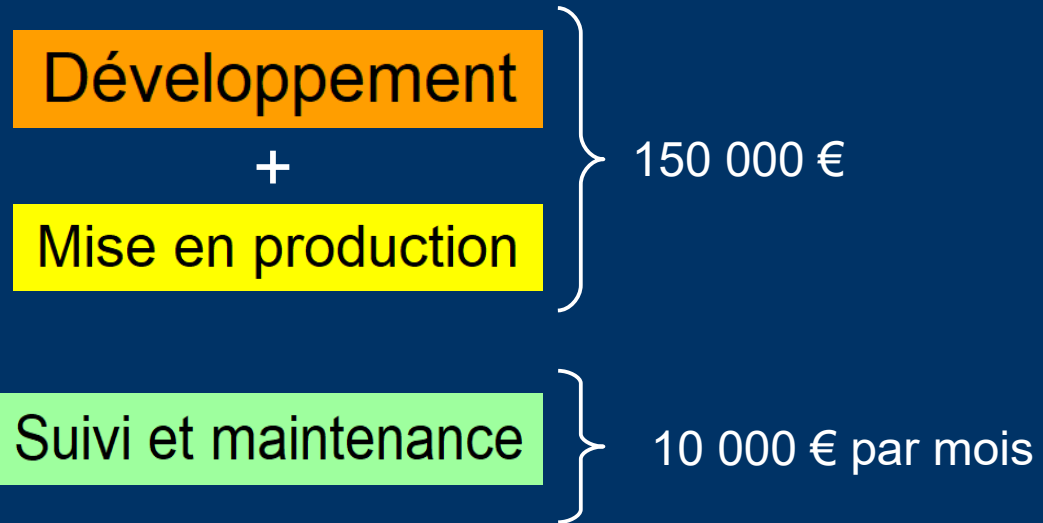 Développement
+
150 000 €
Mise en production
Suivi et maintenance
10 000 € par mois